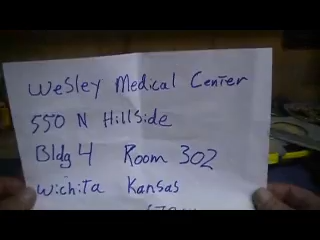 Wesley Medical Center
550 N Hillside
Bldg 4 Room 302
Wichita Kansas